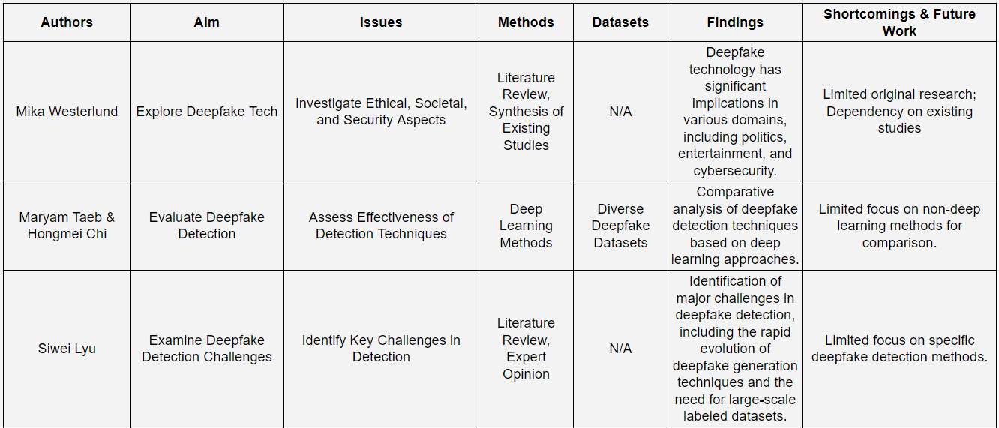 Authors
Aim
Issues
Methods
Datasets
Findings
Shortcomings & Future
Work
Mika Westerlund
Explore Deepfake Tech
Investigate Ethical, Societal,
and Security Aspects
Literature
Review,
Synthesis of
Existing
Studies
N/A
Deepfake
technology has
significant
implications in
various domains,
including politics,
entertainment, and
cybersecurity.
Limited original research;
Dependency on existing
studies
Maryam Taeb &
Hongmei Chi
Evaluate Deepfake
Detection
Assess Effectiveness of
Detection Techniques
Deep
Learning
Methods
Diverse
Deepfake
Datasets
Comparative
analysis of deepfake
detection techniques
based on deep
learning approaches.
Limited focus on non-deep
learning methods for
comparison.
Siwei Lyu
Examine Deepfake
Detection Challenges
Identify Key Challenges in
Detection
Literature
Review,
Expert
Opinion
N/A
Identification of
major challenges in
deepfake detection,
including the rapid
evolution of
deepfake generation
techniques and the
need for large-scale
labeled datasets.
Limited focus on specific
deepfake detection methods.